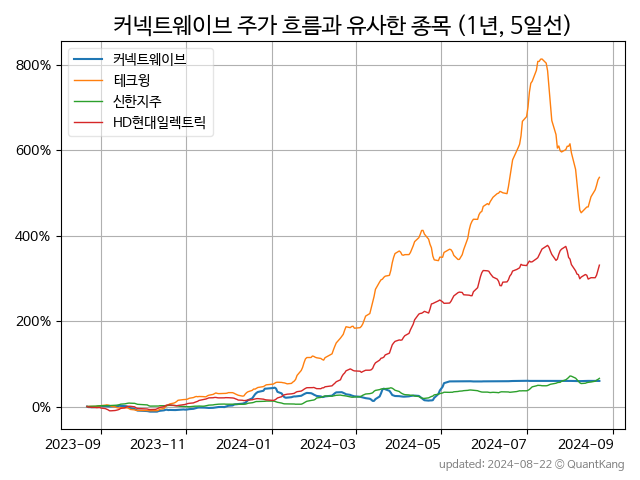 커넥트웨이브 주가 흐름과 유사한 종목 (1년, 5일선)
커넥트웨이브
테크윙
신한지주
HD현대일렉트릭
800%
600%
400%
200%
0%
2023-09 2023-11 2024-01 2024-03 2024-05 2024-07 2024-09
updated: 2024-08-22 © QuantKang